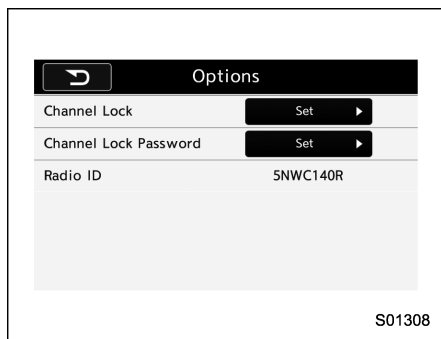 Options
Channel Lock Set
Channel Lock Password Set
Radio ID 5NWC140R
S01308